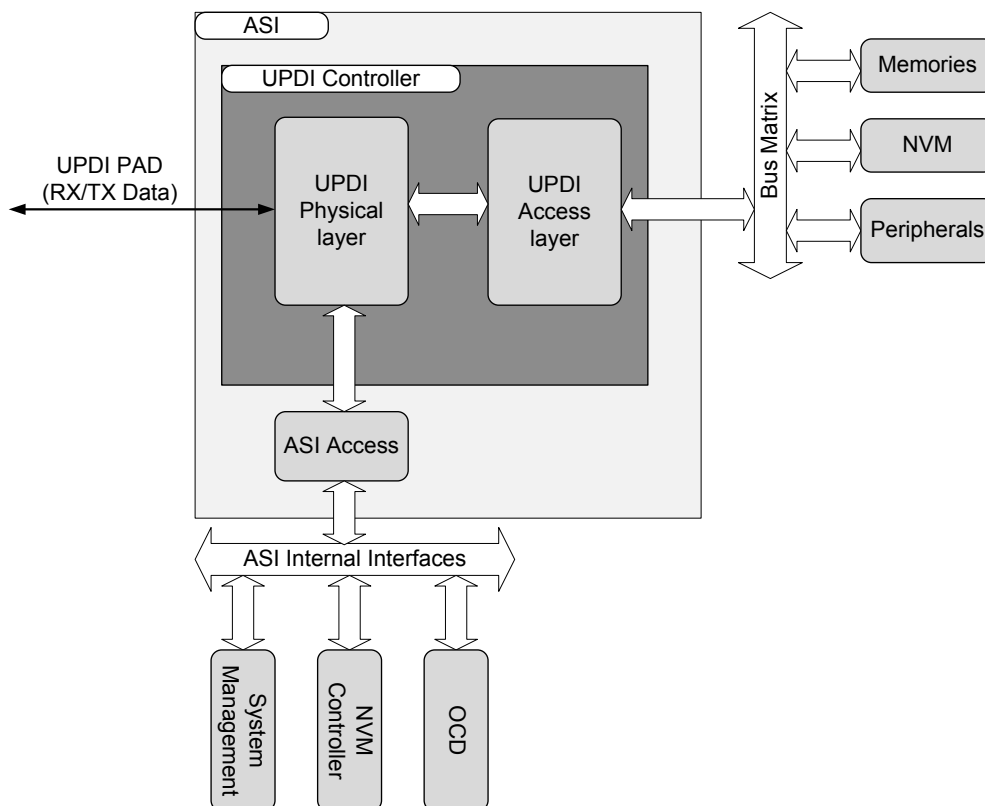 ASI
UPDI Controller
UPDI PAD
(RX/TX Data)
UPDI
Physical
layer
UPDI
Access
layer
Bus Matrix
Memories
NVM
Peripherals
ASI Access
ASI Internal Interfaces
System
Management
NVM
Controller
OCD